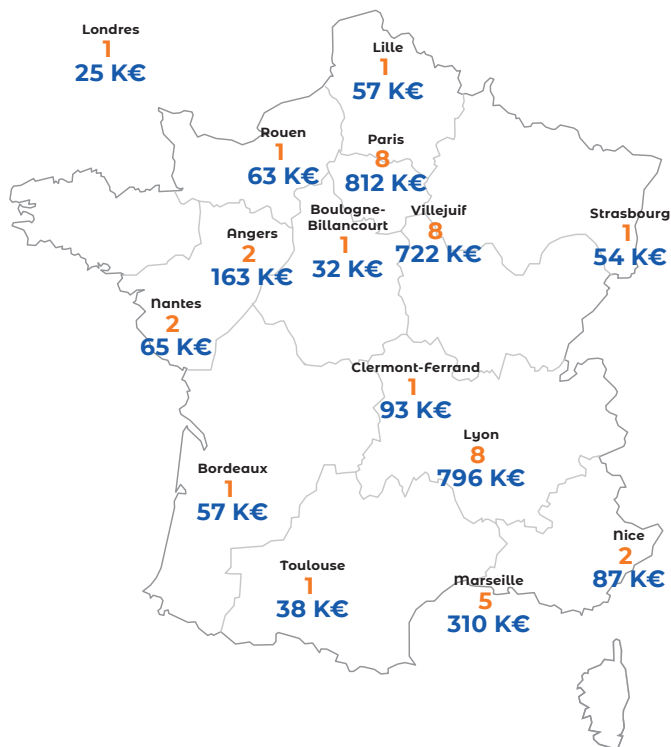 Londres
1
25 K€
Lille
1
57 K€
Rouen
1
63 K€
Paris
8
812 K€
Boulogne-
Billancourt
1
32 K€
Villejuif
8
722 K€
Strasbourg
1
54 K€
Angers
2
163 K€
Nantes
2
65 K€
Clermont-Ferrand
1
93 K€
Lyon
8
796 K€
Bordeaux
1
57 K€
Nice
2
87 K€
Toulouse
1
38 K€
Marseille
5
310 K€